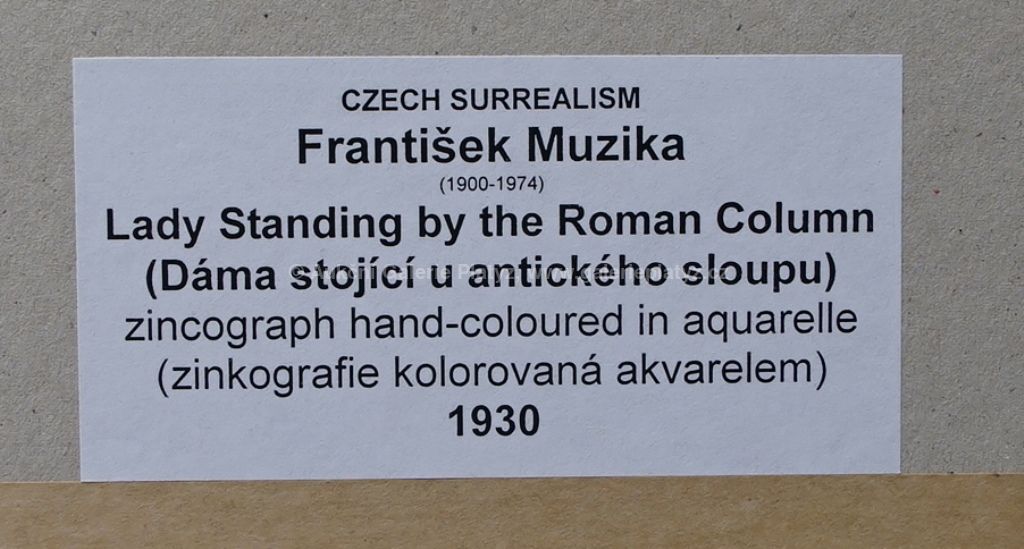 CZECH SURREALISM
František Muzika
(1900-1974)
Lady Standing by the Roman Column
(Dáma stojící u antického sloupu)
zincograph hand-coloured in aquarelle
(zinkografie kolorovaná akvarelem)
1930